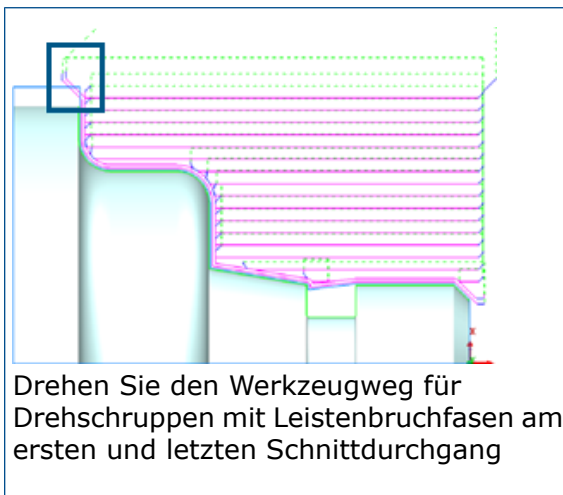 x
Drehen Sie den Werkzeugweg für
Drehschruppen mit Leistenbruchfasen am
ersten und letzten Schnittdurchgang